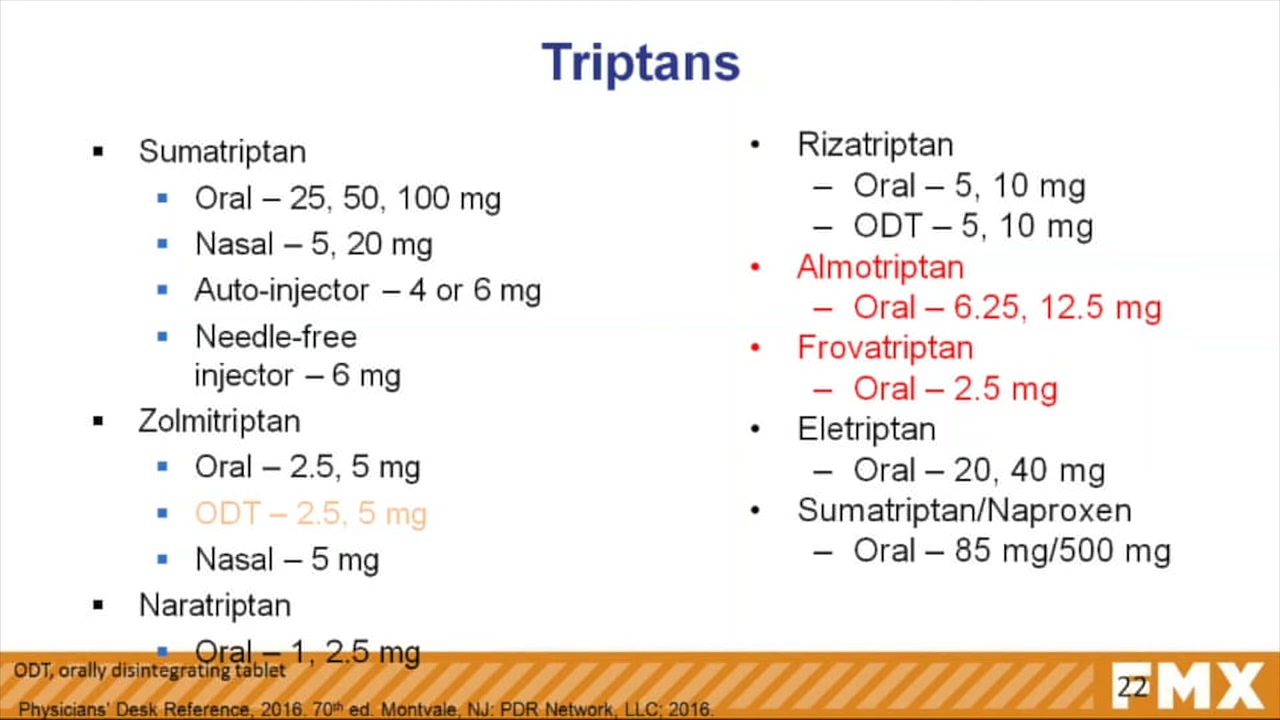 Triptans
▪ Sumatriptan
▪ Oral – 25, 50, 100 mg
▪ Nasal – 5, 20 mg
▪ Auto-injector – 4 or 6 mg
▪ Needle-free
injector – 6 mg
▪ Zolmitriptan
▪ Oral – 2.5, 5 mg
▪ ODT – 2.5, 5 mg
▪ Nasal – 5 mg
▪ Naratriptan
▪ Oral – 1, 2.5 mg
• Rizatriptan
– Oral – 5, 10 mg
– ODT – 5, 10 mg
• Almotriptan
– Oral – 6.25, 12.5 mg
• Frovatriptan
– Oral – 2.5 mg
• Eletriptan
– Oral – 20, 40 mg
• Sumatriptan/Naproxen
– Oral – 85 mg/500 mg
ODT, orally disintegrating tablet
Physicians' Desk Reference, 2016. 70th ed. Montvale, NJ: PDR Network, LLC; 2016.
22
FMX